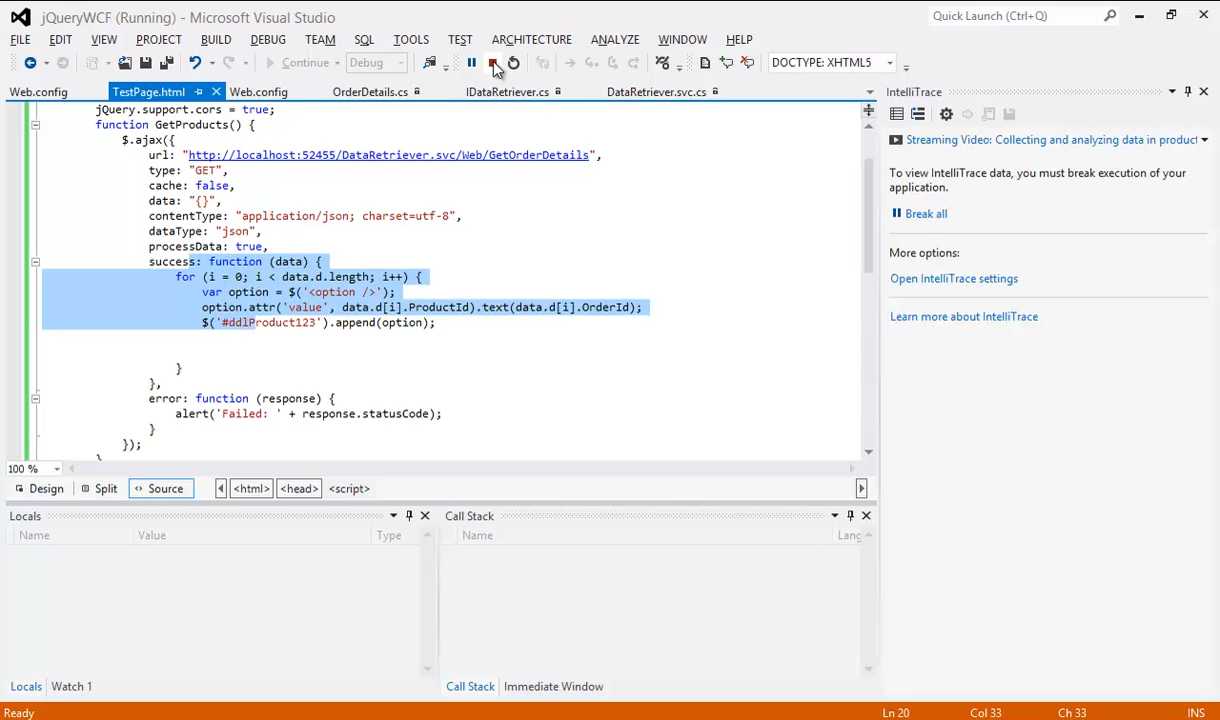 jQueryWCF (Running) - Microsoft Visual Studio
Quick Launch (Ctrl+Q)
FILE EDIT VIEW PROJECT BUILD DEBUG TEAM SQL TOOLS TEST ARCHITECTURE ANALYZE WINDOW HELP
Continue Debug DOCTYPE: XHTML5
Web.config TestPage.html Web.config OrderDetails.cs IDataRetriever.cs DataRetriever.svc.cs
jQuery.support.cors = true;
function GetProducts() {
$.ajax({
url: "http://localhost:52455/DataRetriever.svc/Web/GetOrderDetails",
type: "GET",
cache: false,
data: "{}",
contentType: "application/json; charset=utf-8",
dataType: "json",
processData: true,
success: function (data) {
for (i = 0; i < data.d.length; i++) {
var option = $('<option />');
option.attr('value', data.d[i].ProductId).text(data.d[i].OrderId);
$('#ddlProduct123').append(option);
}
},
error: function (response) {
alert('Failed: ' + response.statusCode);
}
});
}
100 %
Design Split Source <html> <head> <script>
IntelliTrace
Streaming Video: Collecting and analyzing data in product
To view IntelliTrace data, you must break execution of your
application.
Break all
More options:
Open IntelliTrace settings
Learn more about IntelliTrace
Locals
Name Value Type
Call Stack
Name Lang
Locals Watch 1
Call Stack Immediate Window
Ready Ln 20 Col 33 Ch 33 INS